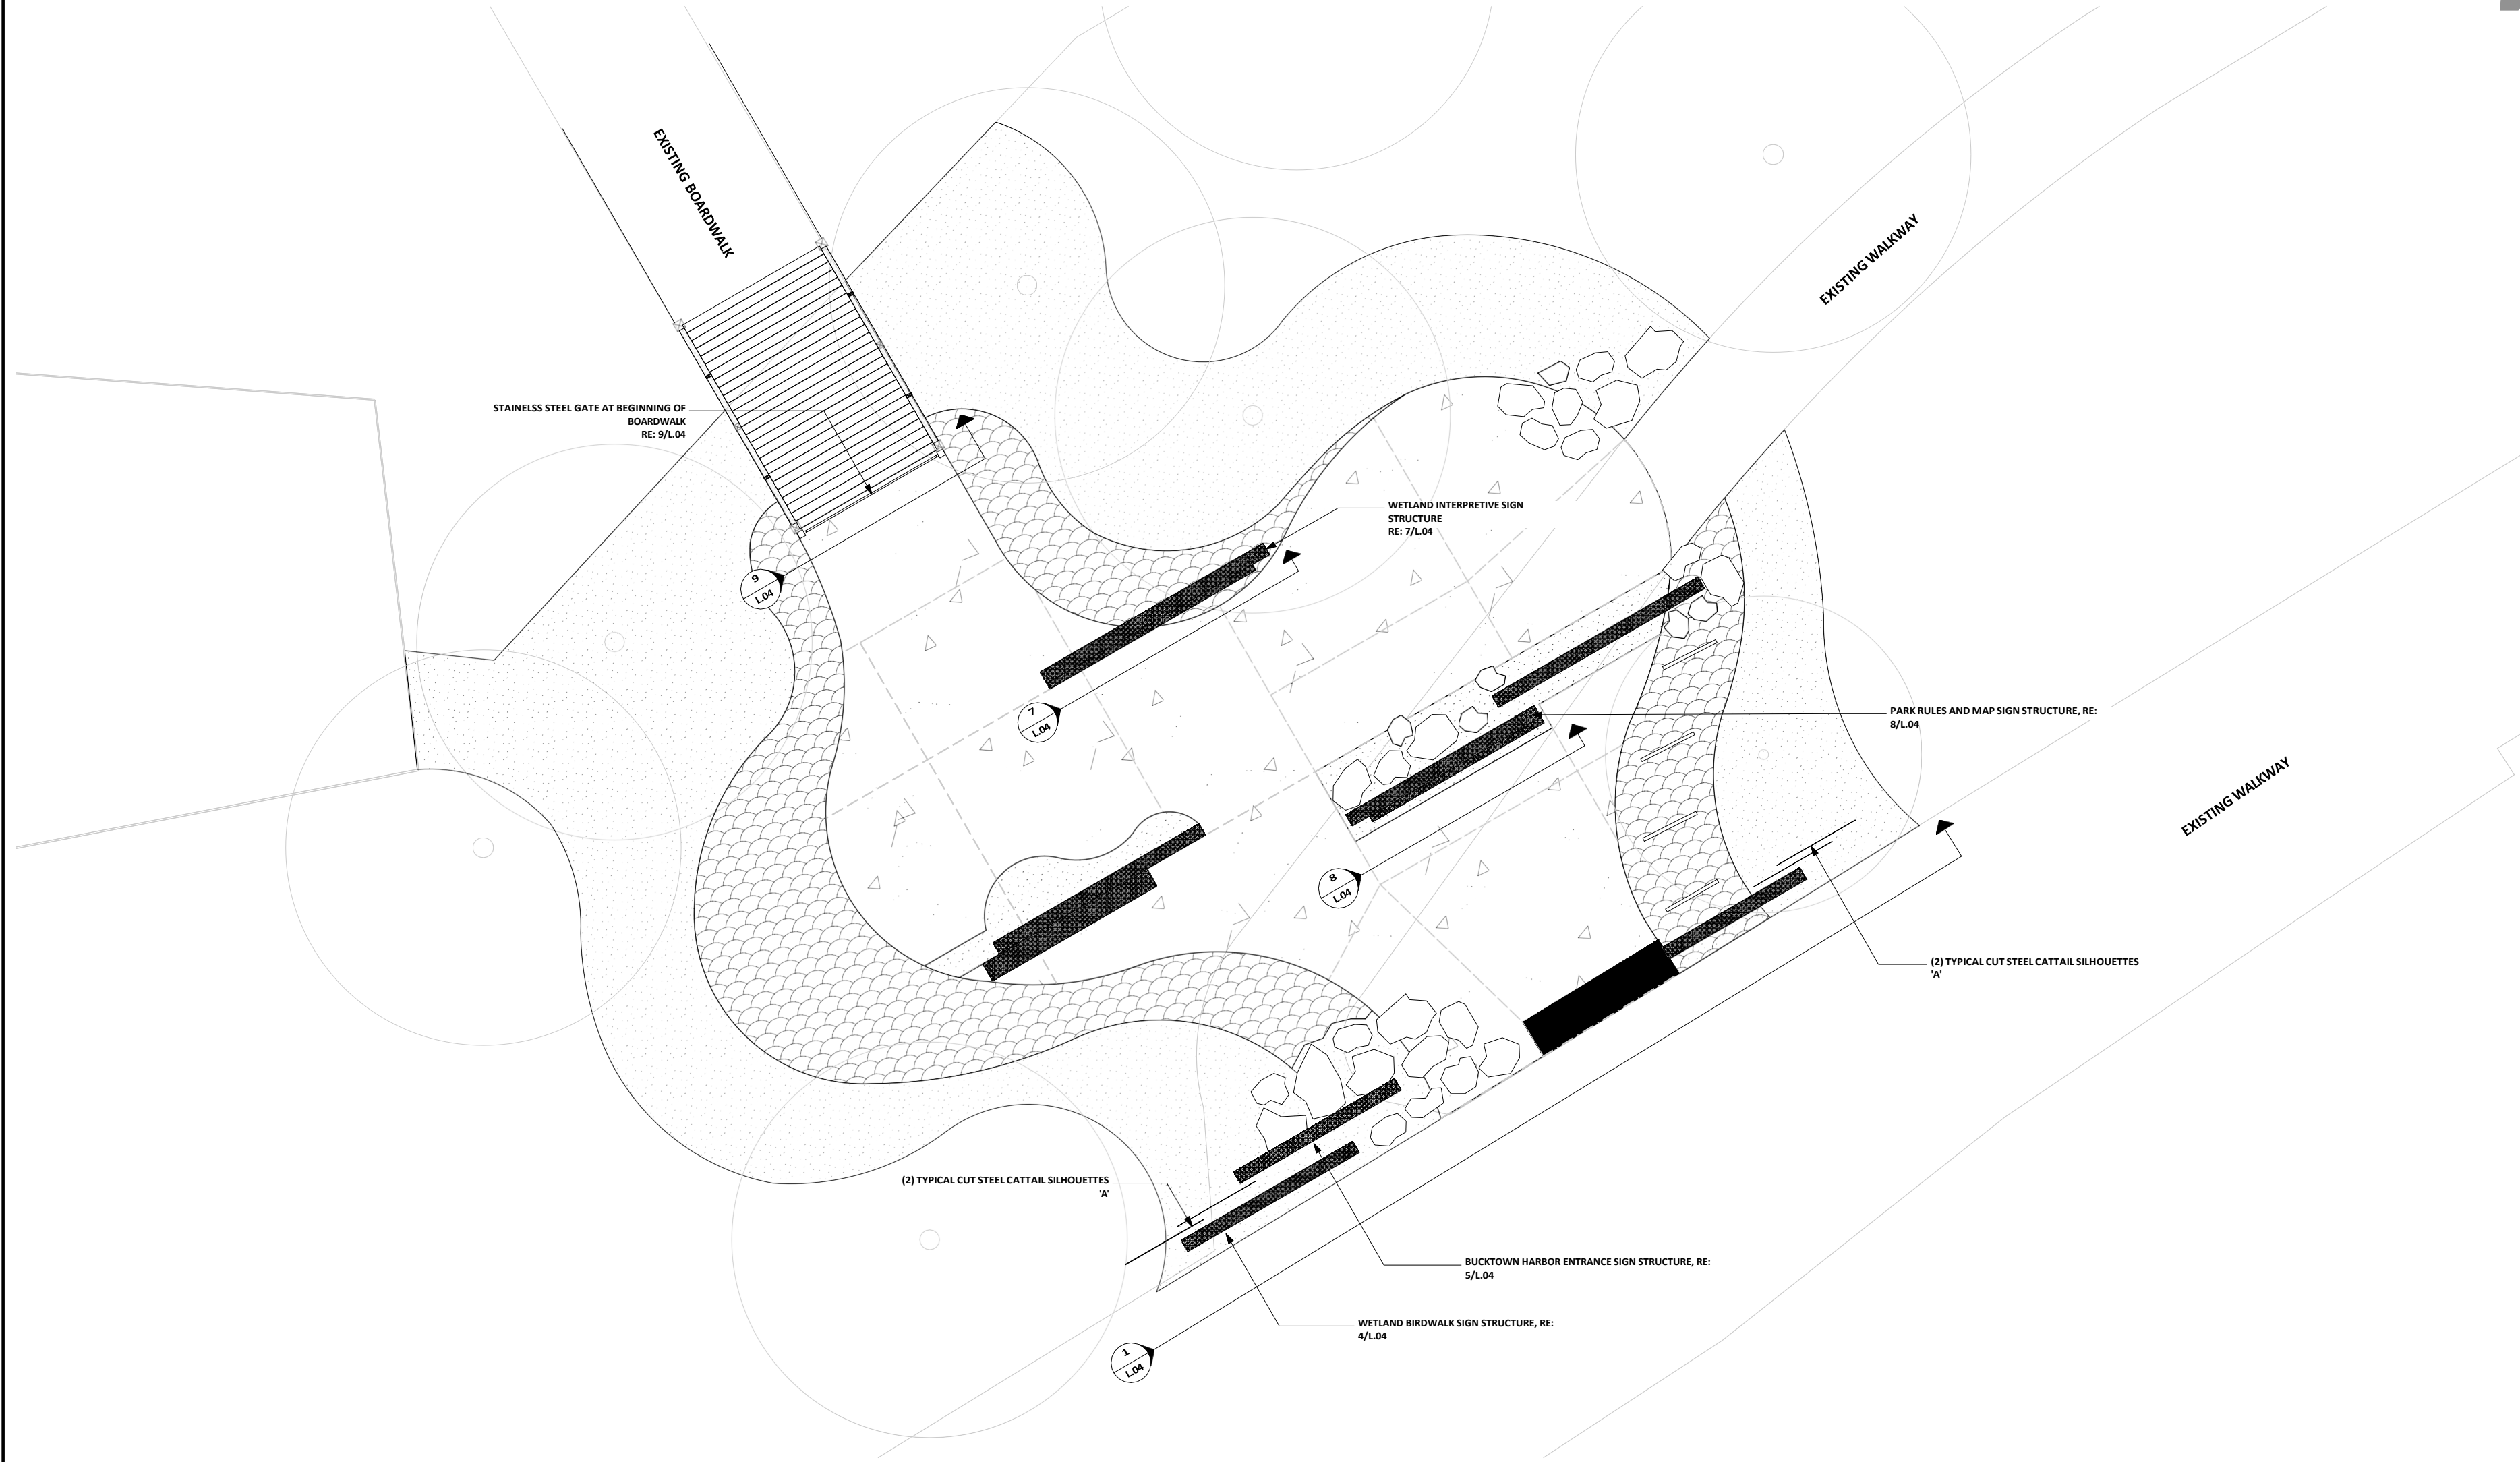 EXISTING BOARDWALK
EXISTING WALKWAY
STAINELSS STEEL GATE AT BEGINNING OF
BOARDWALK
RE: 9/L.04
WETLAND INTERPRETIVE SIGN
STRUCTURE
RE: 7/L.04
9
L.04
7
L.04
PARK RULES AND MAP SIGN STRUCTURE, RE:
8/L.04
EXISTING WALKWAY
8
L.04
(2) TYPICAL CUT STEEL CATTAIL SILHOUETTES
'A'
(2) TYPICAL CUT STEEL CATTAIL SILHOUETTES
'A'
BUCKTOWN HARBOR ENTRANCE SIGN STRUCTURE, RE:
5/L.04
WETLAND BIRDWALK SIGN STRUCTURE, RE:
4/L.04
1
L.04